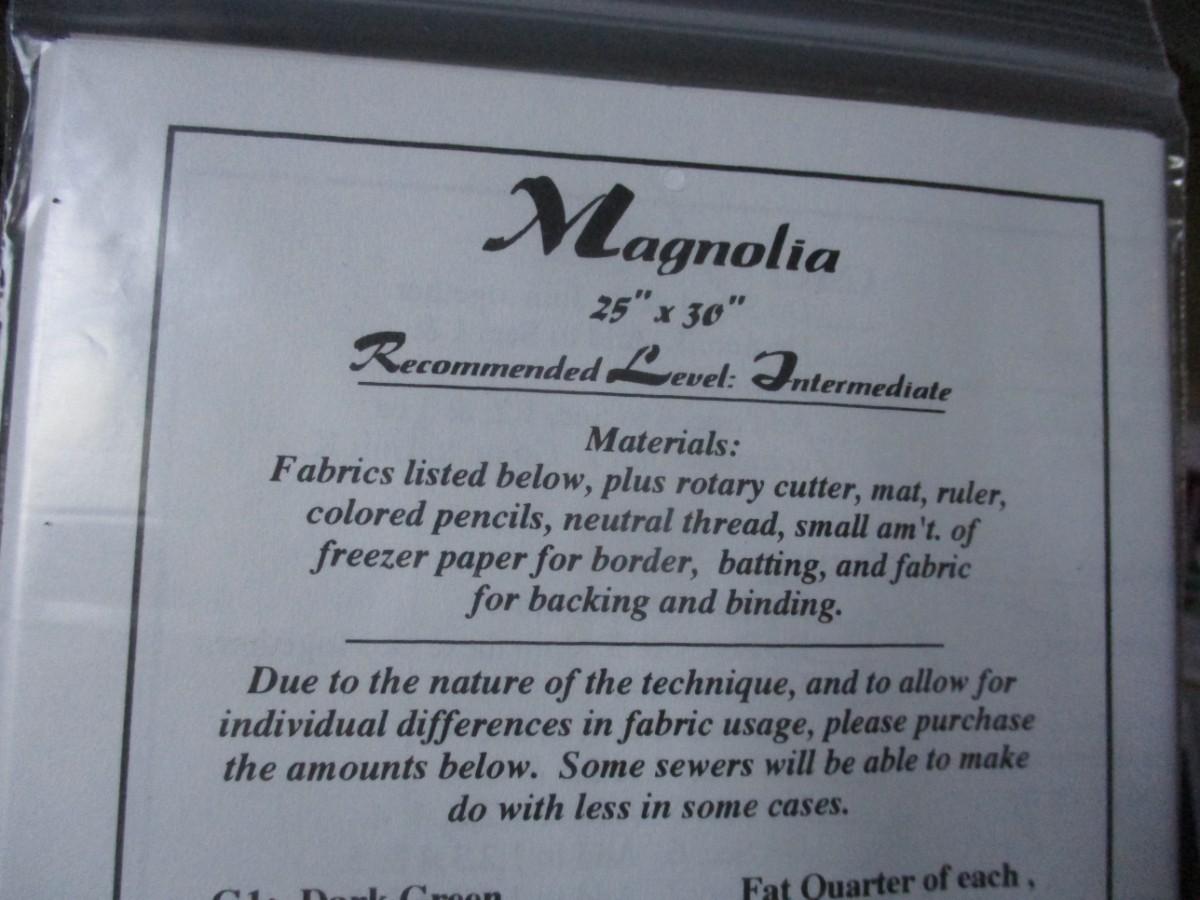 Magnolia
25" x 30"
Recommended Level: Intermediate
Materials:
Fabrics listed below, plus rotary cutter, mat, ruler,
colored pencils, neutral thread, small am't. of
freezer paper for border, batting, and fabric
for backing and binding.
Due to the nature of the technique, and to allow for
individual differences in fabric usage, please purchase
the amounts below. Some sewers will be able to make
do with less in some cases.
G1: Dark Green Fat Quarter of each,